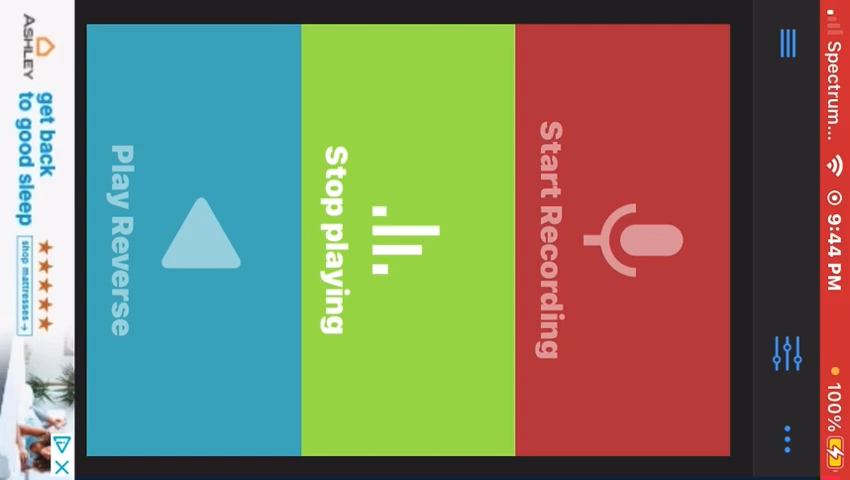 Spectrum... 9:44 PM 100%
Start Recording
Stop playing
Play Reverse
ASHLEY
get back
to good sleep
shop mattresses →